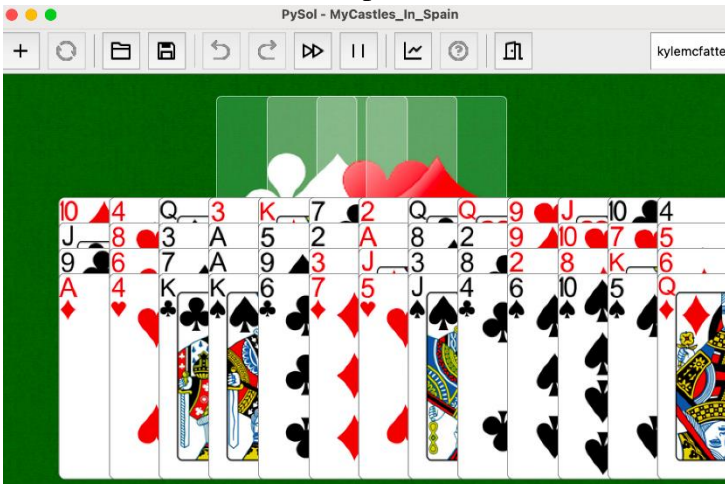 PySol - MyCastles_In_Spain
kylemcfatte
10 4 Q 3 K 7 2 Q Q 9 J 10 4
J 8 3 A 5 2 A 8 2 9 10 7 5
9 6 7 A 9 3 J 3 8 2 8 K 6
A 4 K K 6 7 5 J 4 6 10 5 Q